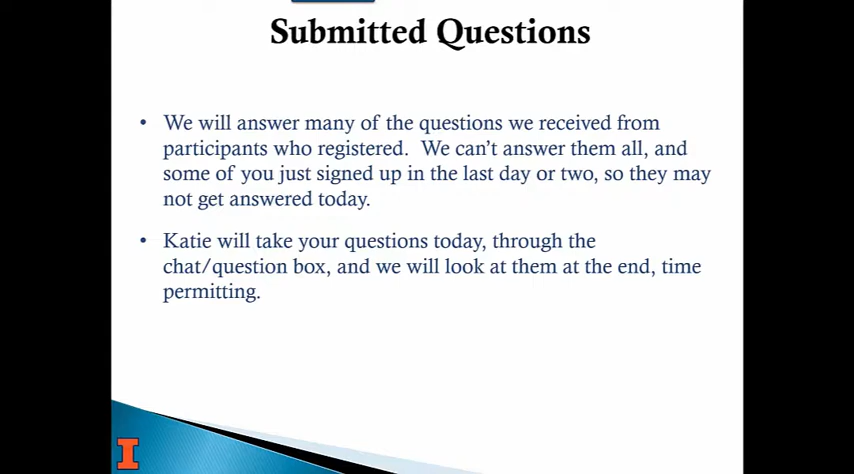 Submitted Questions
• We will answer many of the questions we received from
participants who registered.  We can't answer them all, and
some of you just signed up in the last day or two, so they may
not get answered today.
• Katie will take your questions today, through the
chat/question box, and we will look at them at the end, time
permitting.
I